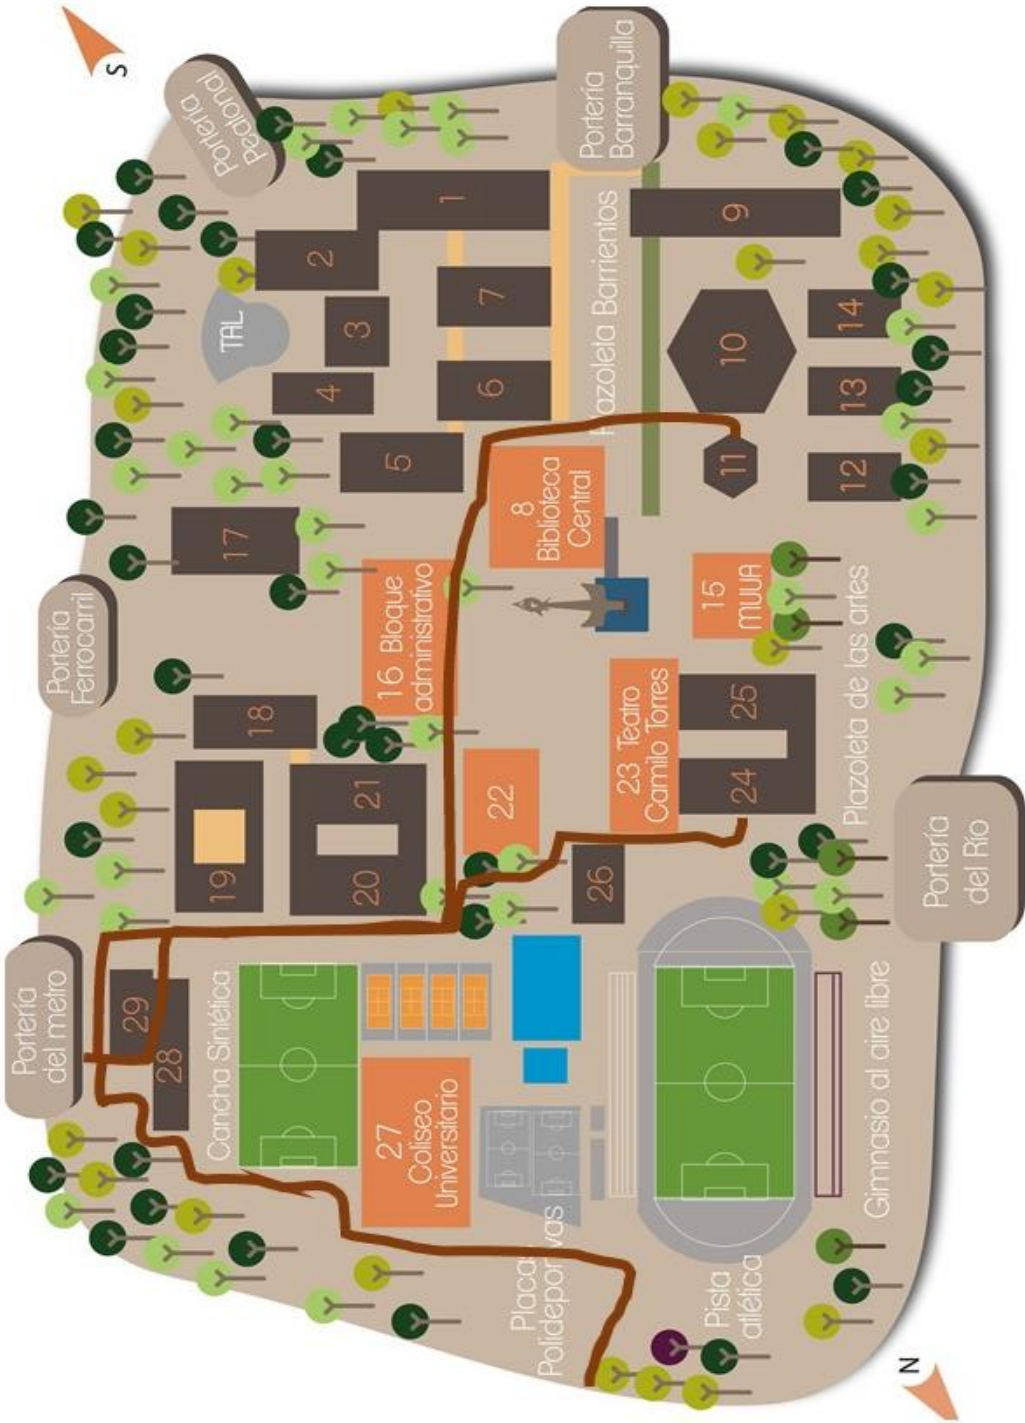 S
Portería
Peatonal
Portería
Barranquilla
1
2
9
7
3
TAL
Plazoleta Barrientos
14
10
4
6
13
5
11
12
8
Biblioteca
Central
17
16 Bloque
administrativo
15
MUUA
Portería
Ferrocarril
18
25
23 Teatro
Camilo Torres
24
Plazoleta de las artes
21
22
19
20
26
Portería
del Río
Portería
del metro
29
28
Cancha Sintética
27
Coliseo
Universitario
Gimnasio al aire libre
Placas
Polideportivas
Pista
atlética
N